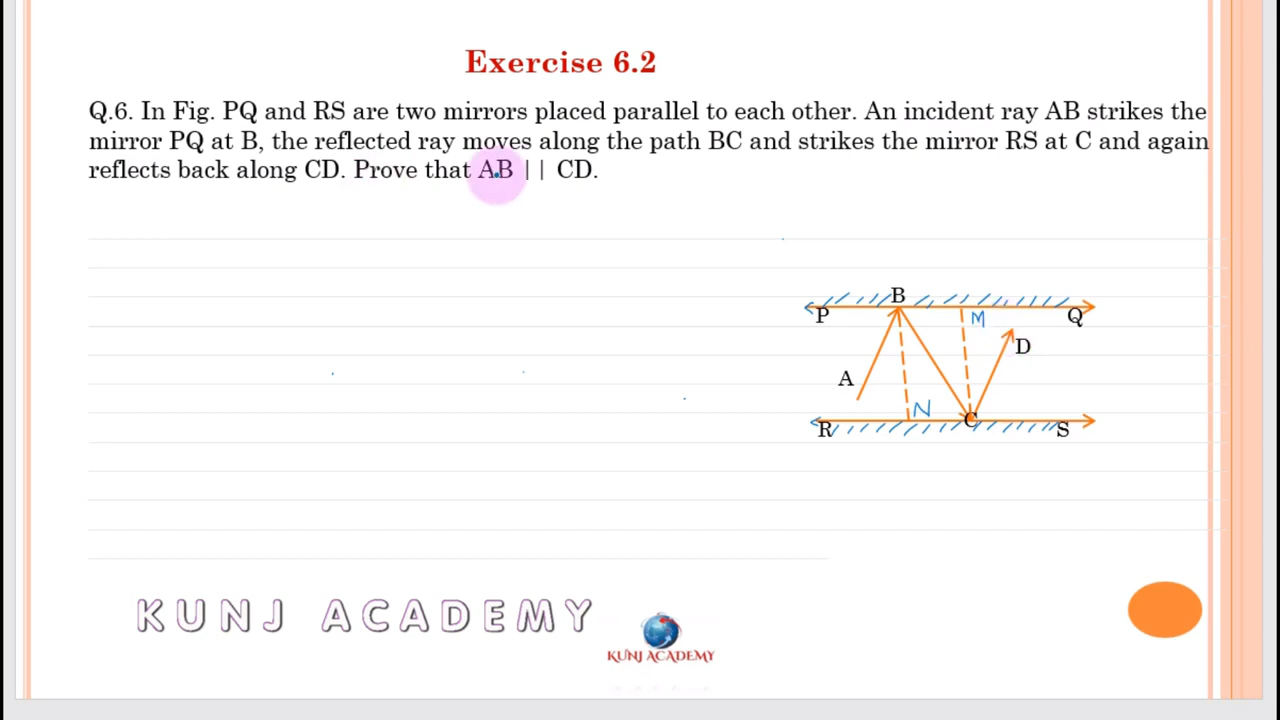 Exercise 6.2
Q.6. In Fig. PQ and RS are two mirrors placed parallel to each other. An incident ray AB strikes the
mirror PQ at B, the reflected ray moves along the path BC and strikes the mirror RS at C and again
reflects back along CD. Prove that AB || CD.
B
P
M
Q
D
A
N
R
C
S
KUNJ ACADEMY
KUNJ ACADEMY